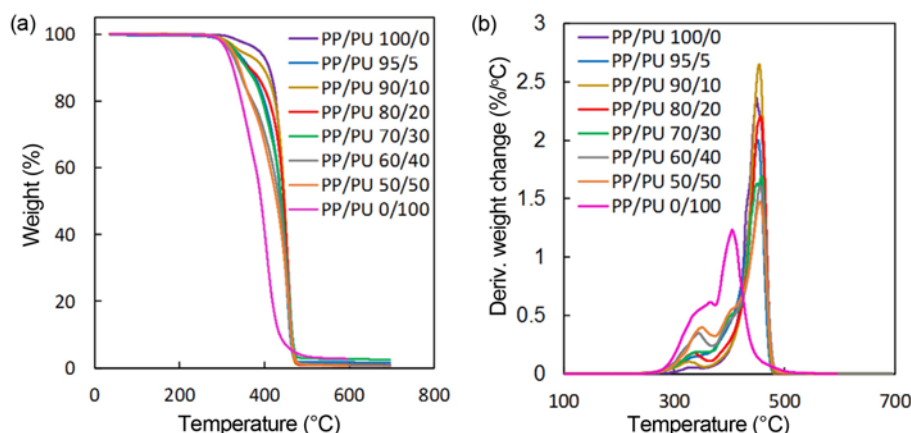 (a)
100
80
60
40
20
0
Weight (%)
PP/PU 100/0
PP/PU 95/5
PP/PU 90/10
PP/PU 80/20
PP/PU 70/30
PP/PU 60/40
PP/PU 50/50
PP/PU 0/100
0 200 400 600 800
Temperature (°C)
(b)
3
2.5
2
1.5
1
0.5
0
Deriv. weight change (%/°C)
PP/PU 100/0
PP/PU 95/5
PP/PU 90/10
PP/PU 80/20
PP/PU 70/30
PP/PU 60/40
PP/PU 50/50
PP/PU 0/100
100 300 500 700
Temperature (°C)